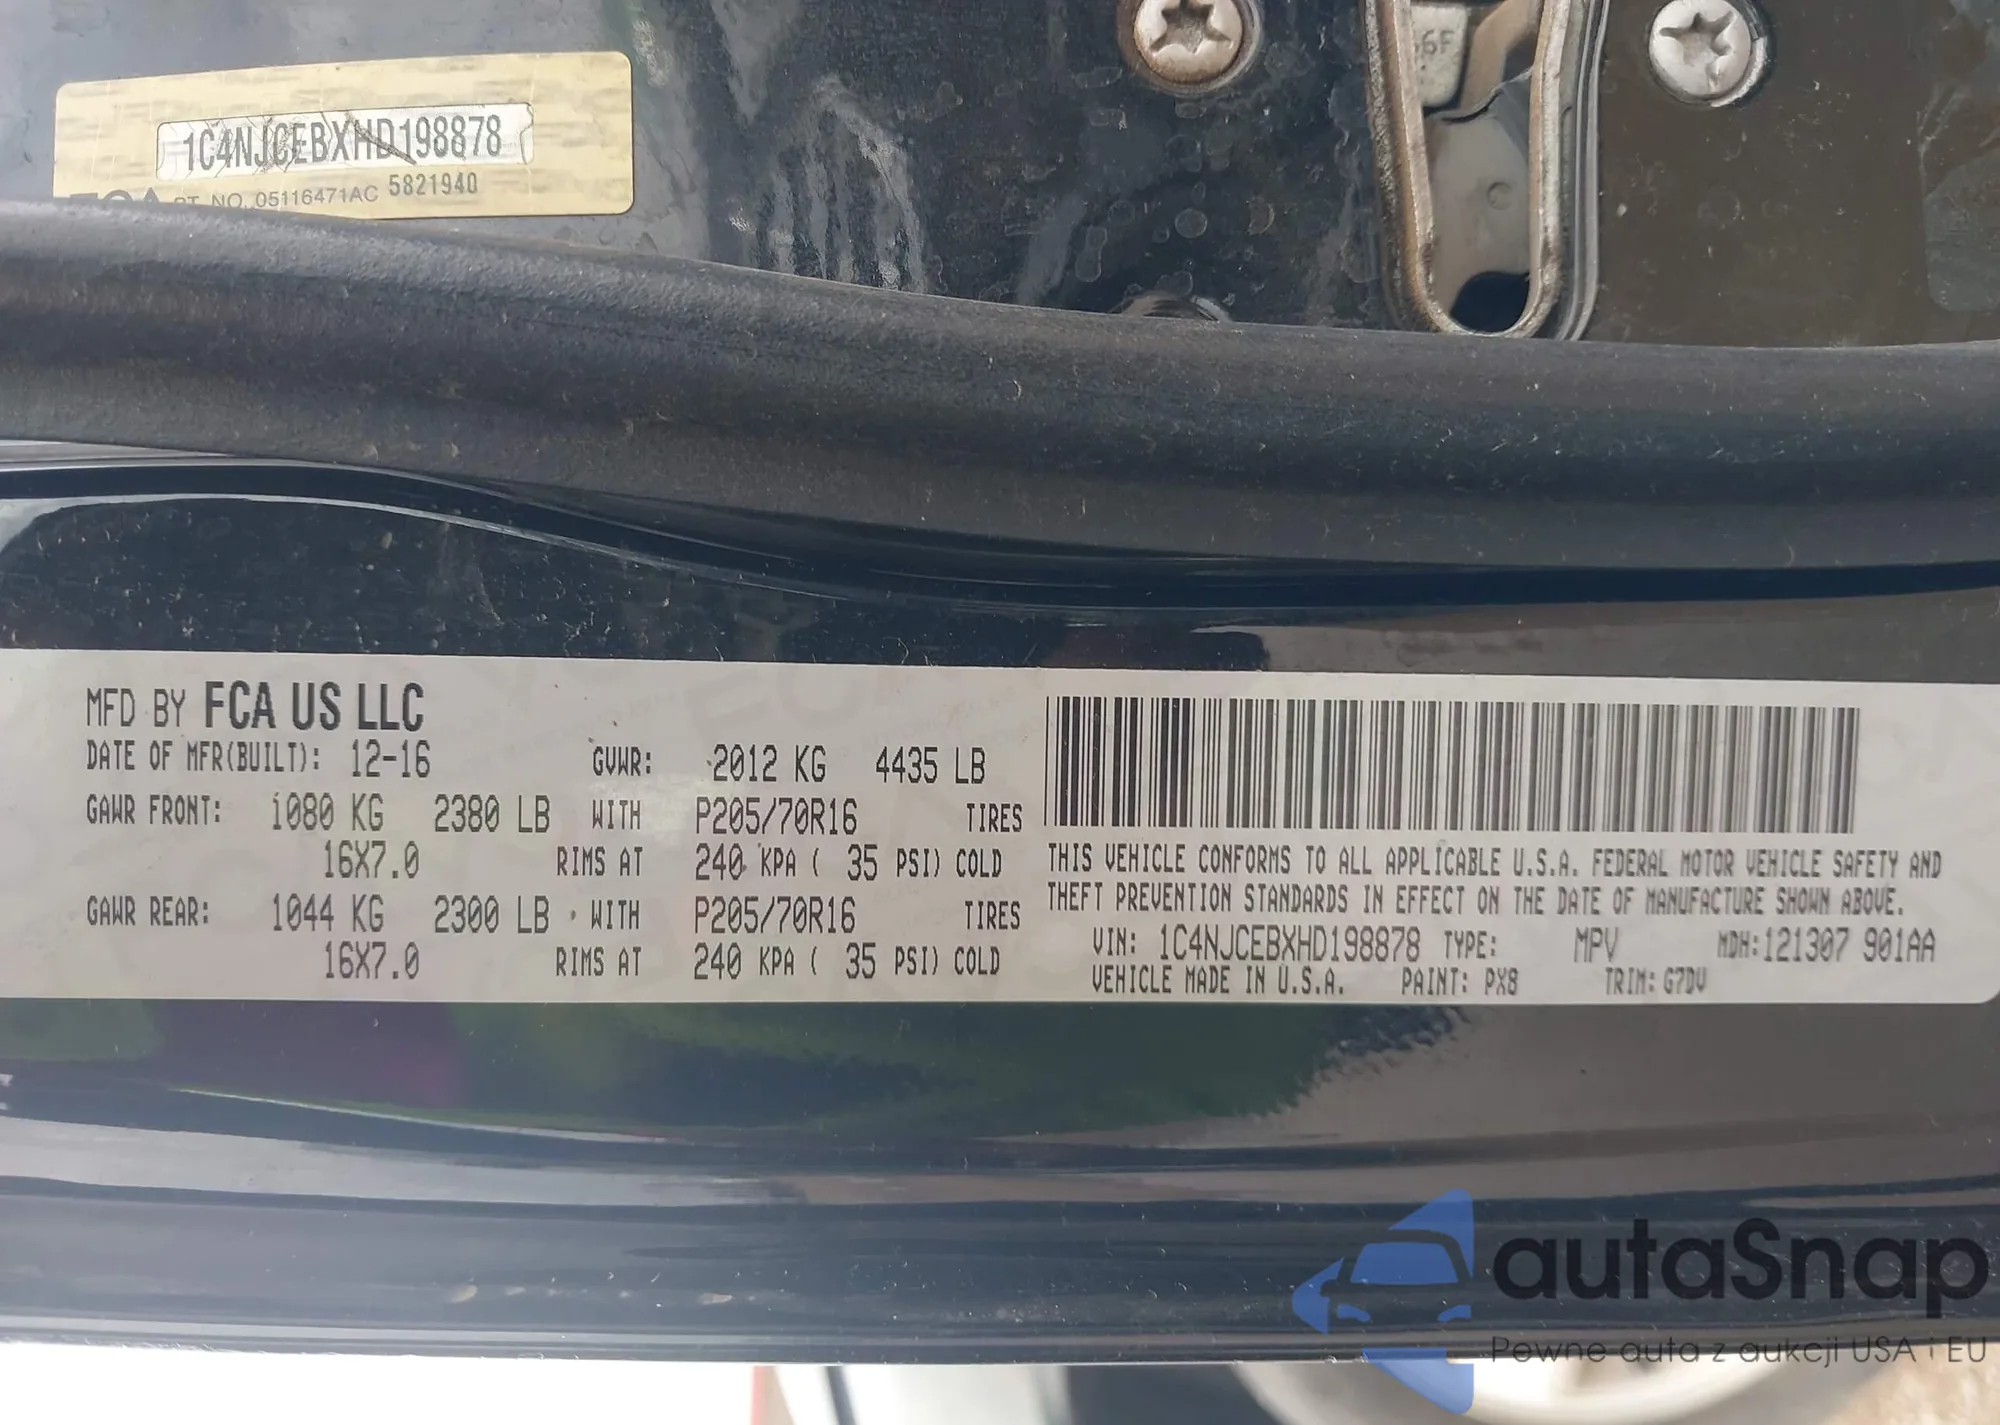 6F
1C4NJCEBXHD198878
PT. NO. 05116471AC 5821940
MFD BY FCA US LLC
DATE OF MFR(BUILT): 12-16 GVWR: 2012 KG 4435 LB
GAWR FRONT: 1080 KG 2380 LB WITH P205/70R16 TIRES
16X7.0 RIMS AT 240 KPA ( 35 PSI) COLD
GAWR REAR: 1044 KG 2300 LB WITH P205/70R16 TIRES
16X7.0 RIMS AT 240 KPA ( 35 PSI) COLD
THIS VEHICLE CONFORMS TO ALL APPLICABLE U.S.A. FEDERAL MOTOR VEHICLE SAFETY AND
THEFT PREVENTION STANDARDS IN EFFECT ON THE DATE OF MANUFACTURE SHOWN ABOVE.
VIN: 1C4NJCEBXHD198878 TYPE: MPV MDH:121307 901AA
VEHICLE MADE IN U.S.A. PAINT: PX8 TRIM: G7DV
autaSnap
Pewne auta z aukcji USA i EU